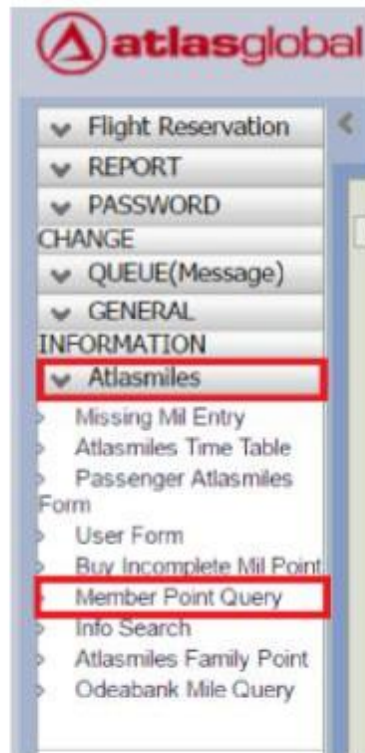 atlasglobal
Flight Reservation
REPORT
PASSWORD
CHANGE
QUEUE(Message)
GENERAL
INFORMATION
Atlasmiles
Missing Mil Entry
Atlasmiles Time Table
Passenger Atlasmiles
Form
User Form
Buy Incomplete Mil Point
Member Point Query
Info Search
Atlasmiles Family Point
Odeabank Mile Query